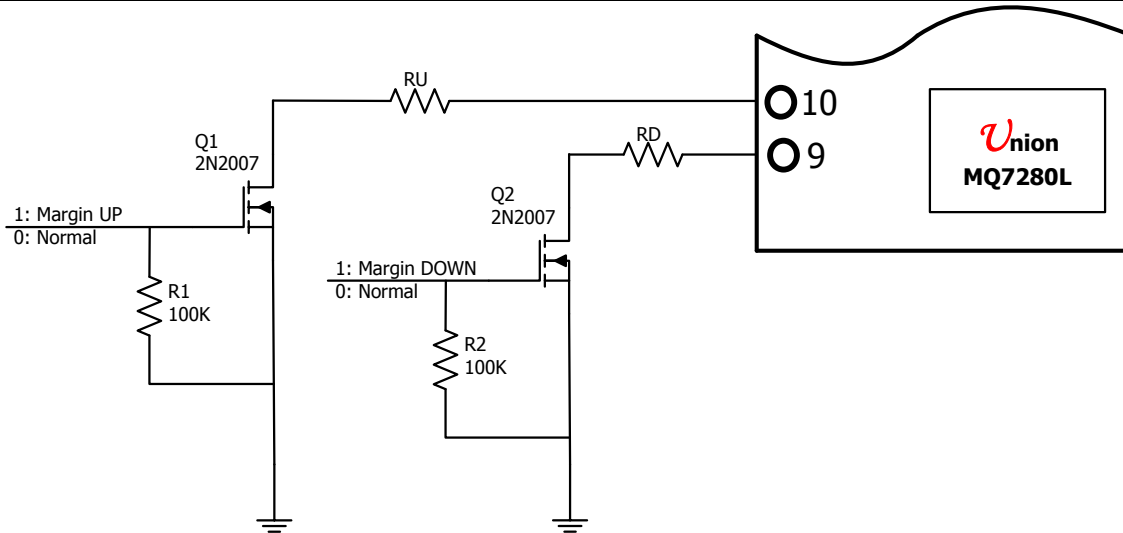 RU
10
Q1
2N2007
RD
9
Union
MQ7280L
1: Margin UP
0: Normal
Q2
2N2007
1: Margin DOWN
0: Normal
R1
100K
R2
100K